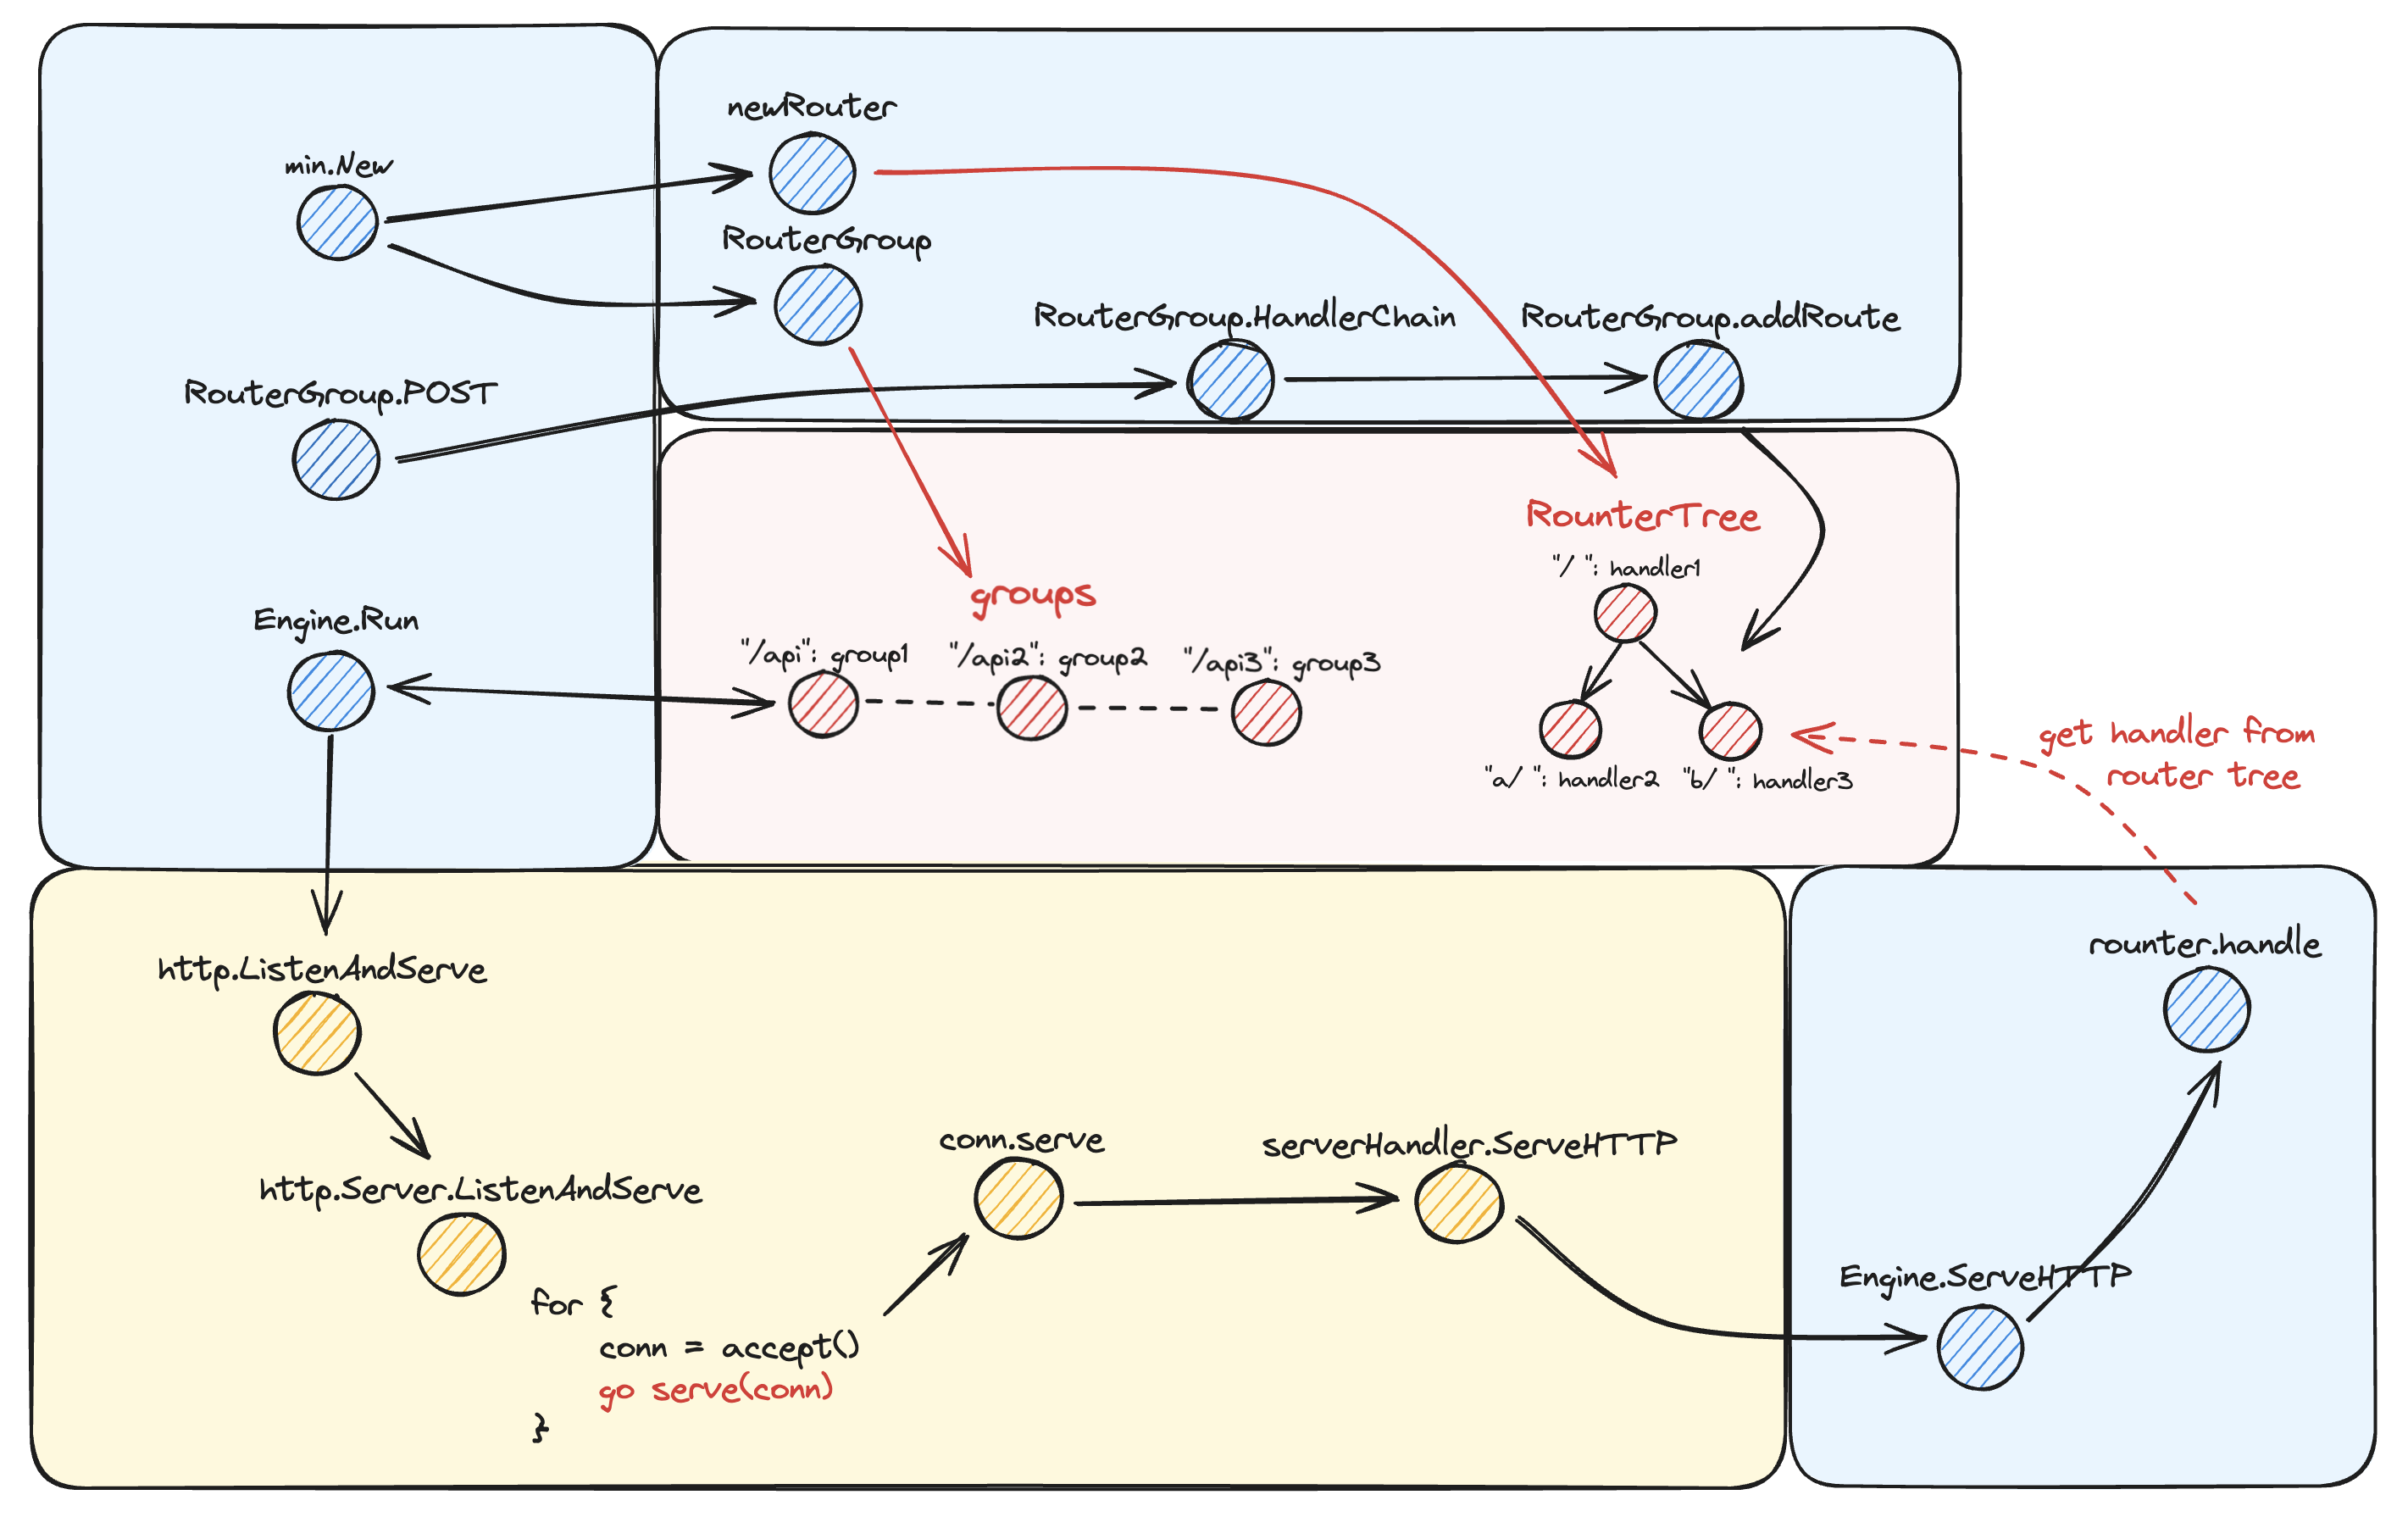 min.New
newRouter
RouterGroup
RouterGroup.HandlerChain
RouterGroup.addRoute
RouterGroup.POST
Engine.Run
groups
"/api": group1
"/api2": group2
"/api3": group3
RounterTree
"/ ": handler1
"a/ ": handler2
"b/ ": handler3
get handler from
router tree
http.ListenAndServe
http.Server.ListenAndServe
for {
conn = accept()
go serve(conn)
}
conn.serve
serverHandler.ServeHTTP
Engine.ServeHTTP
rounter.handle